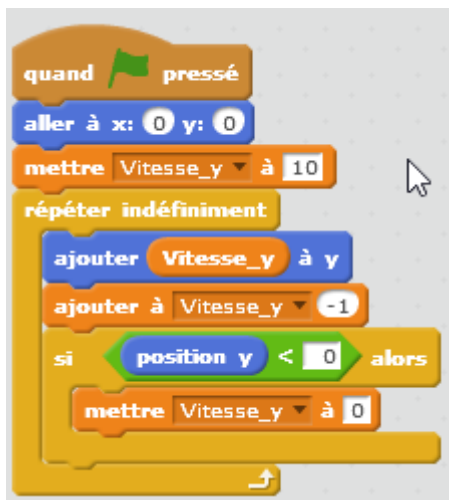 quand pressé
aller à x: 0 y: 0
mettre Vitesse_y à 10
répéter indéfiniment
ajouter Vitesse_y à y
ajouter à Vitesse_y -1
si position y < 0 alors
mettre Vitesse_y à 0